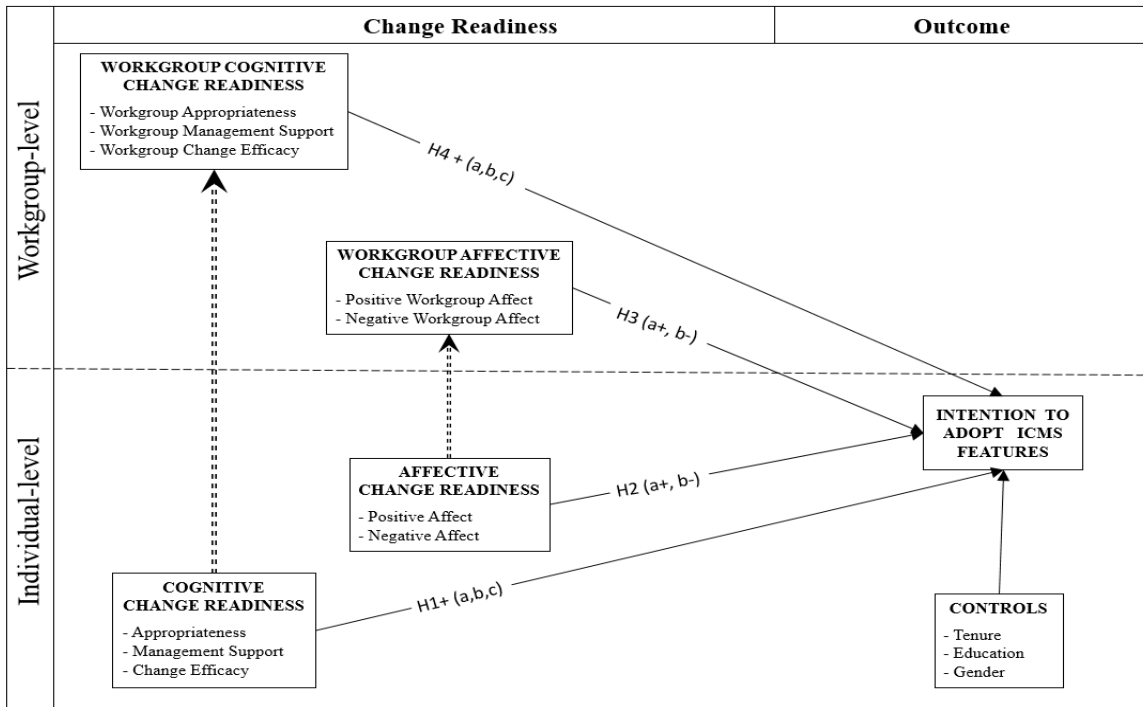 Change Readiness
Outcome
Workgroup-level
WORKGROUP COGNITIVE
CHANGE READINESS
- Workgroup Appropriateness
- Workgroup Management Support
- Workgroup Change Efficacy
H4 + (a,b,c)
WORKGROUP AFFECTIVE
CHANGE READINESS
- Positive Workgroup Affect
- Negative Workgroup Affect
H3 (a+, b-)
Individual-level
INTENTION TO
ADOPT ICMS
FEATURES
AFFECTIVE
CHANGE READINESS
- Positive Affect
- Negative Affect
H2 (a+, b-)
COGNITIVE
CHANGE READINESS
- Appropriateness
- Management Support
- Change Efficacy
H1+ (a,b,c)
CONTROLS
- Tenure
- Education
- Gender